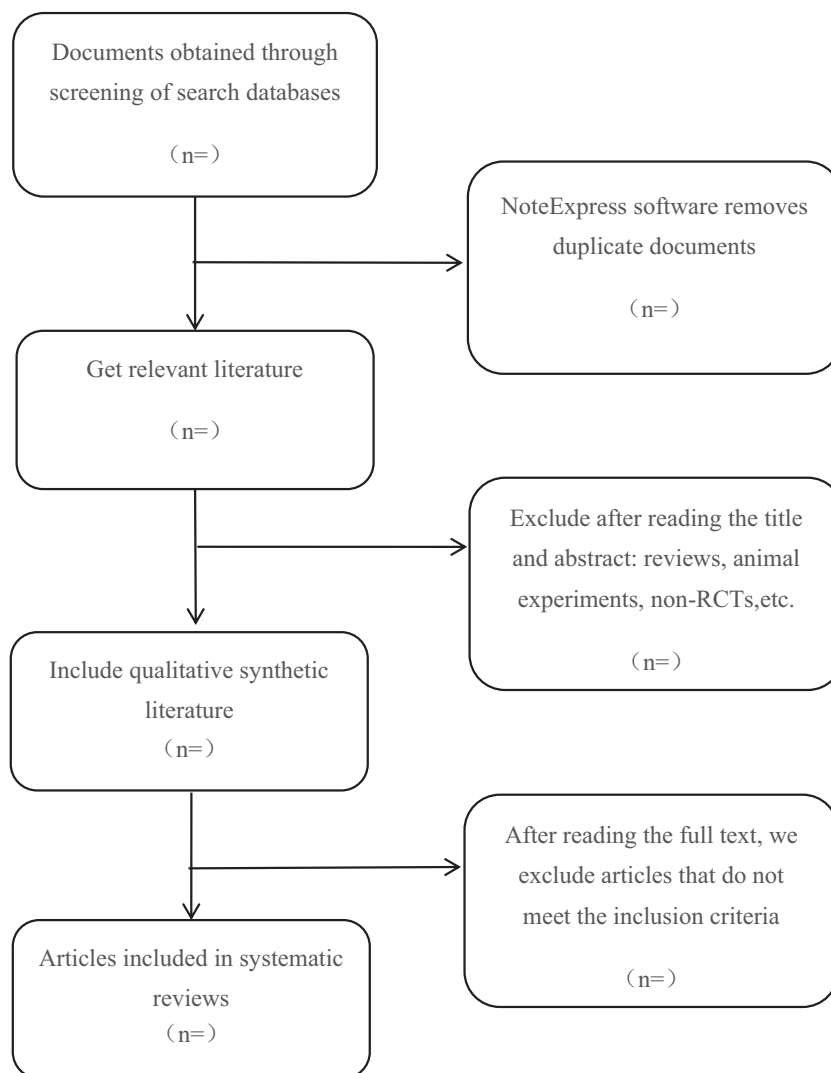 Documents obtained through
screening of search databases
（n=）
NoteExpress software removes
duplicate documents
（n=）
Get relevant literature
（n=）
Exclude after reading the title
and abstract: reviews, animal
experiments, non-RCTs,etc.
（n=）
Include qualitative synthetic
literature
（n=）
After reading the full text, we
exclude articles that do not
meet the inclusion criteria
（n=）
Articles included in systematic
reviews
（n=）